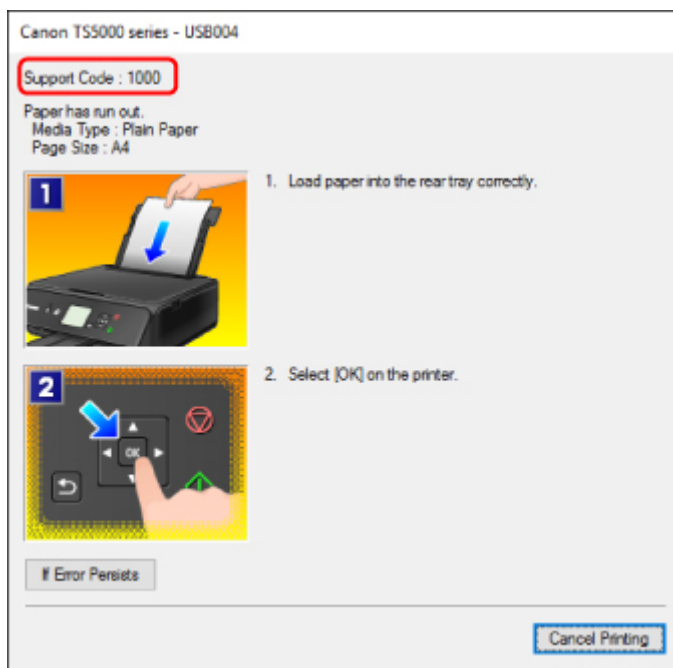 Canon TS5000 series - USB004
Support Code : 1000
Paper has run out.
Media Type : Plain Paper
Page Size : A4
1
1. Load paper into the rear tray correctly.
2
2. Select [OK] on the printer.
OK
If Error Persists
Cancel Printing